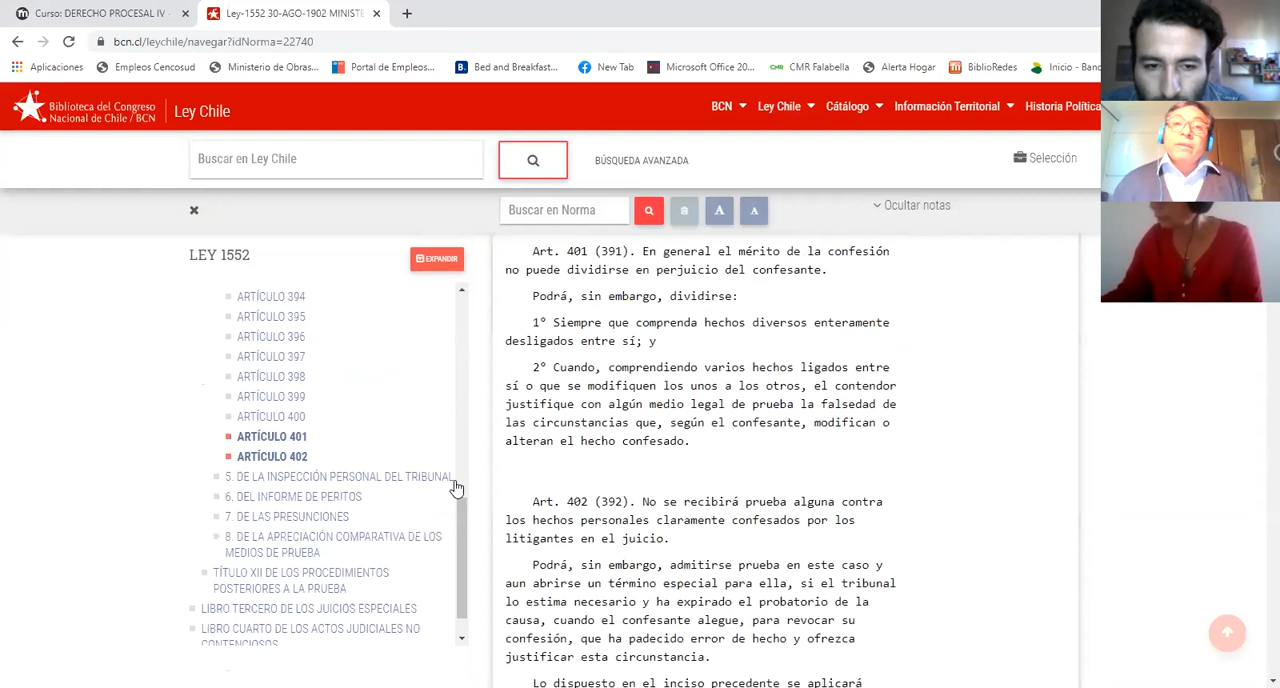 Curso: DERECHO PROCESAL IV -
Ley-1552 30-AGO-1902 MINISTE
bcn.cl/leychile/navegar?idNorma=22740
Aplicaciones
Empleos Cencosud
Ministerio de Obras...
Portal de Empleos...
Bed and Breakfast...
New Tab
Microsoft Office 20...
CMR Falabella
Alerta Hogar
BiblioRedes
Inicio - Banc
Biblioteca del Congreso
Nacional de Chile / BCN
Ley Chile
BCN
Ley Chile
Catálogo
Información Territorial
Historia Política
Buscar en Ley Chile
BÚSQUEDA AVANZADA
Selección
Buscar en Norma
A
A
Ocultar notas
LEY 1552
EXPANDIR
ARTÍCULO 394
ARTÍCULO 395
ARTÍCULO 396
ARTÍCULO 397
ARTÍCULO 398
ARTÍCULO 399
ARTÍCULO 400
ARTÍCULO 401
ARTÍCULO 402
5. DE LA INSPECCIÓN PERSONAL DEL TRIBUNAL
6. DEL INFORME DE PERITOS
7. DE LAS PRESUNCIONES
8. DE LA APRECIACIÓN COMPARATIVA DE LOS
MEDIOS DE PRUEBA
TÍTULO XII DE LOS PROCEDIMIENTOS
POSTERIORES A LA PRUEBA
LIBRO TERCERO DE LOS JUICIOS ESPECIALES
LIBRO CUARTO DE LOS ACTOS JUDICIALES NO
CONTENCIOSOS
Art. 401 (391). En general el mérito de la confesión
no puede dividirse en perjuicio del confesante.
Podrá, sin embargo, dividirse:
1° Siempre que comprenda hechos diversos enteramente
desligados entre sí; y
2° Cuando, comprendiendo varios hechos ligados entre
sí o que se modifiquen los unos a los otros, el contendor
justifique con algún medio legal de prueba la falsedad de
las circunstancias que, según el confesante, modifican o
alteran el hecho confesado.
Art. 402 (392). No se recibirá prueba alguna contra
los hechos personales claramente confesados por los
litigantes en el juicio.
Podrá, sin embargo, admitirse prueba en este caso y
aun abrirse un término especial para ella, si el tribunal
lo estima necesario y ha expirado el probatorio de la
causa, cuando el confesante alegue, para revocar su
confesión, que ha padecido error de hecho y ofrezca
justificar esta circunstancia.
Lo dispuesto en el inciso precedente se aplicará